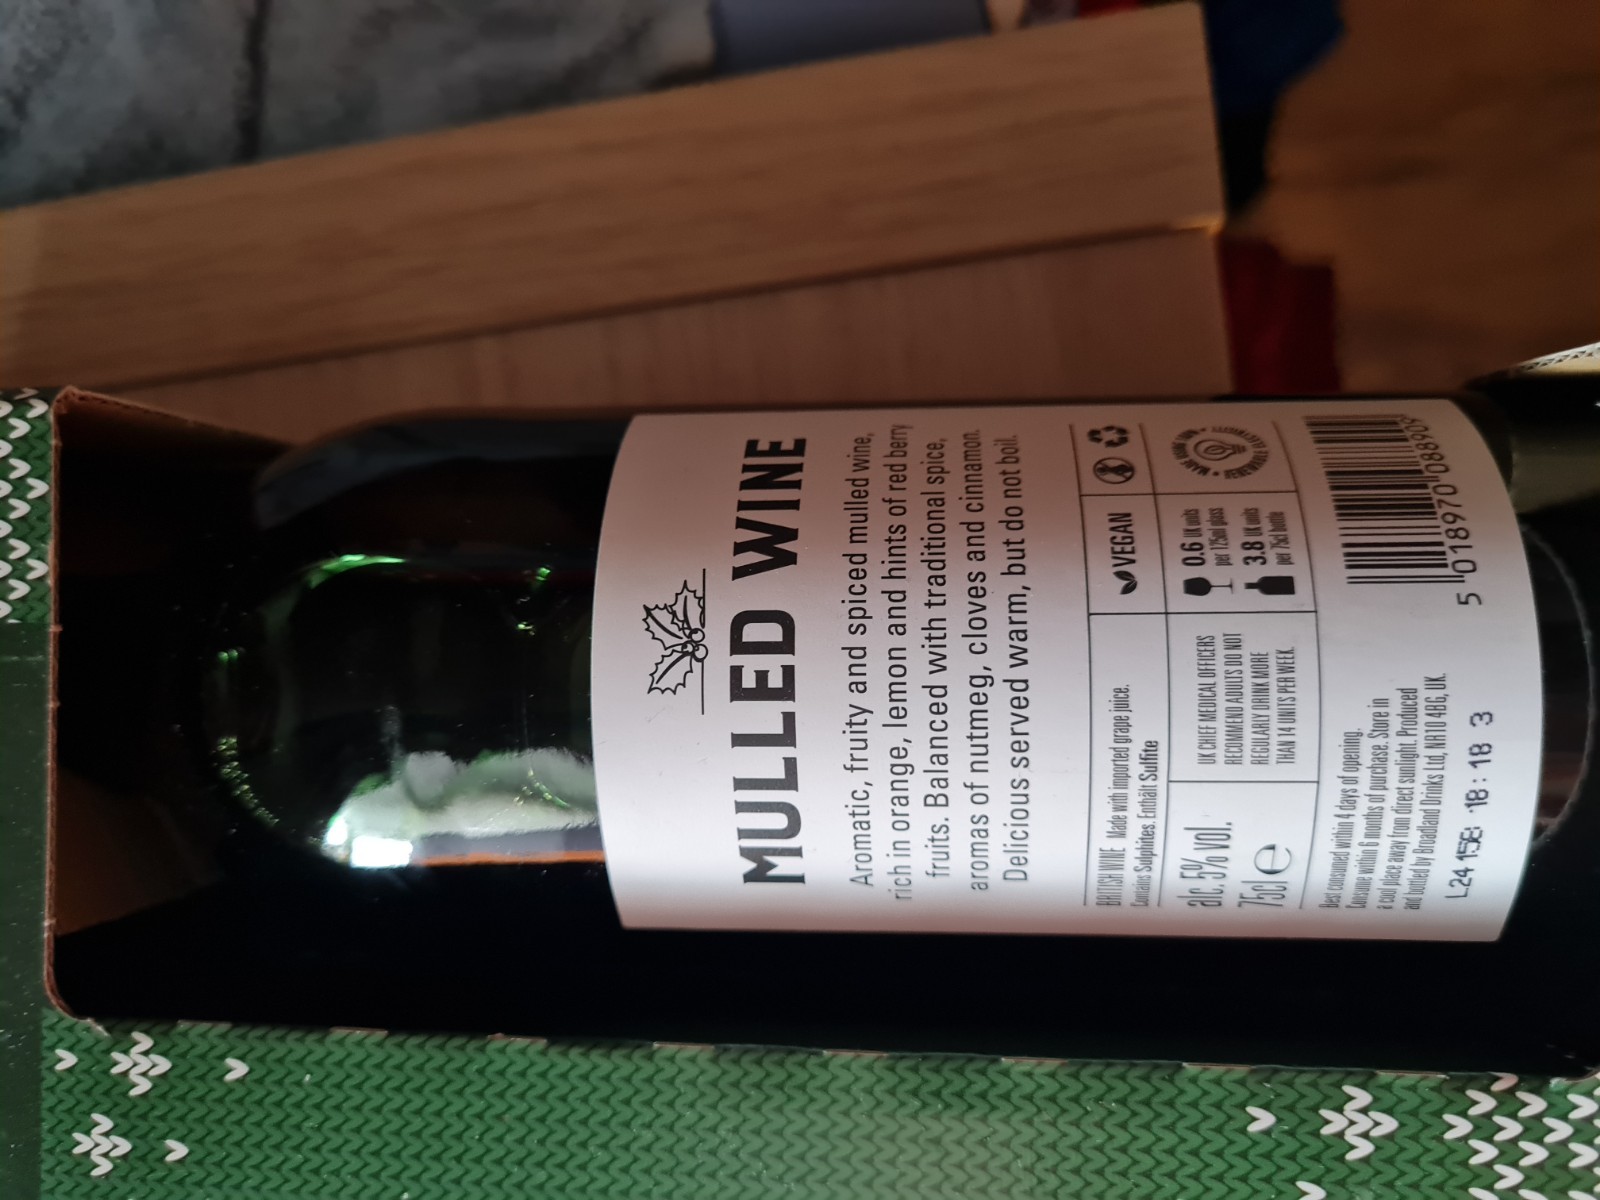 MULLED WINE
Aromatic, fruity and spiced mulled wine,
rich in orange, lemon and hints of red berry
fruits. Balanced with traditional spice,
aromas of nutmeg, cloves and cinnamon.
Delicious served warm, but do not boil.
BRITISH WINE Made with imported grape juice.
Contains Sulphites. Enthält Sulfite
VEGAN
alc. 5% vol.
75cl e
UK CHIEF MEDICAL OFFICERS
RECOMMEND ADULTS DO NOT
REGULARLY DRINK MORE
THAN 14 UNITS PER WEEK.
0.6 UK units
per 125ml glass
3.8 UK units
per 75cl bottle
MADE USING 100%
RENEWABLE ELECTRICITY
Best consumed within 4 days of opening.
Consume within 6 months of purchase. Store in
a cool place away from direct sunlight. Produced
and bottled by Broadland Drinks Ltd, NR10 4BG, UK.
L24 158 18:18 3
5 018970 088909